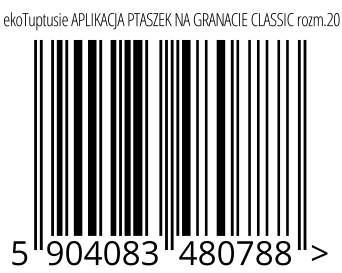 ekoTuptusie APLIKACJA PTASZEK NA GRANACIE CLASSIC rozm.20
5 904083 480788 >